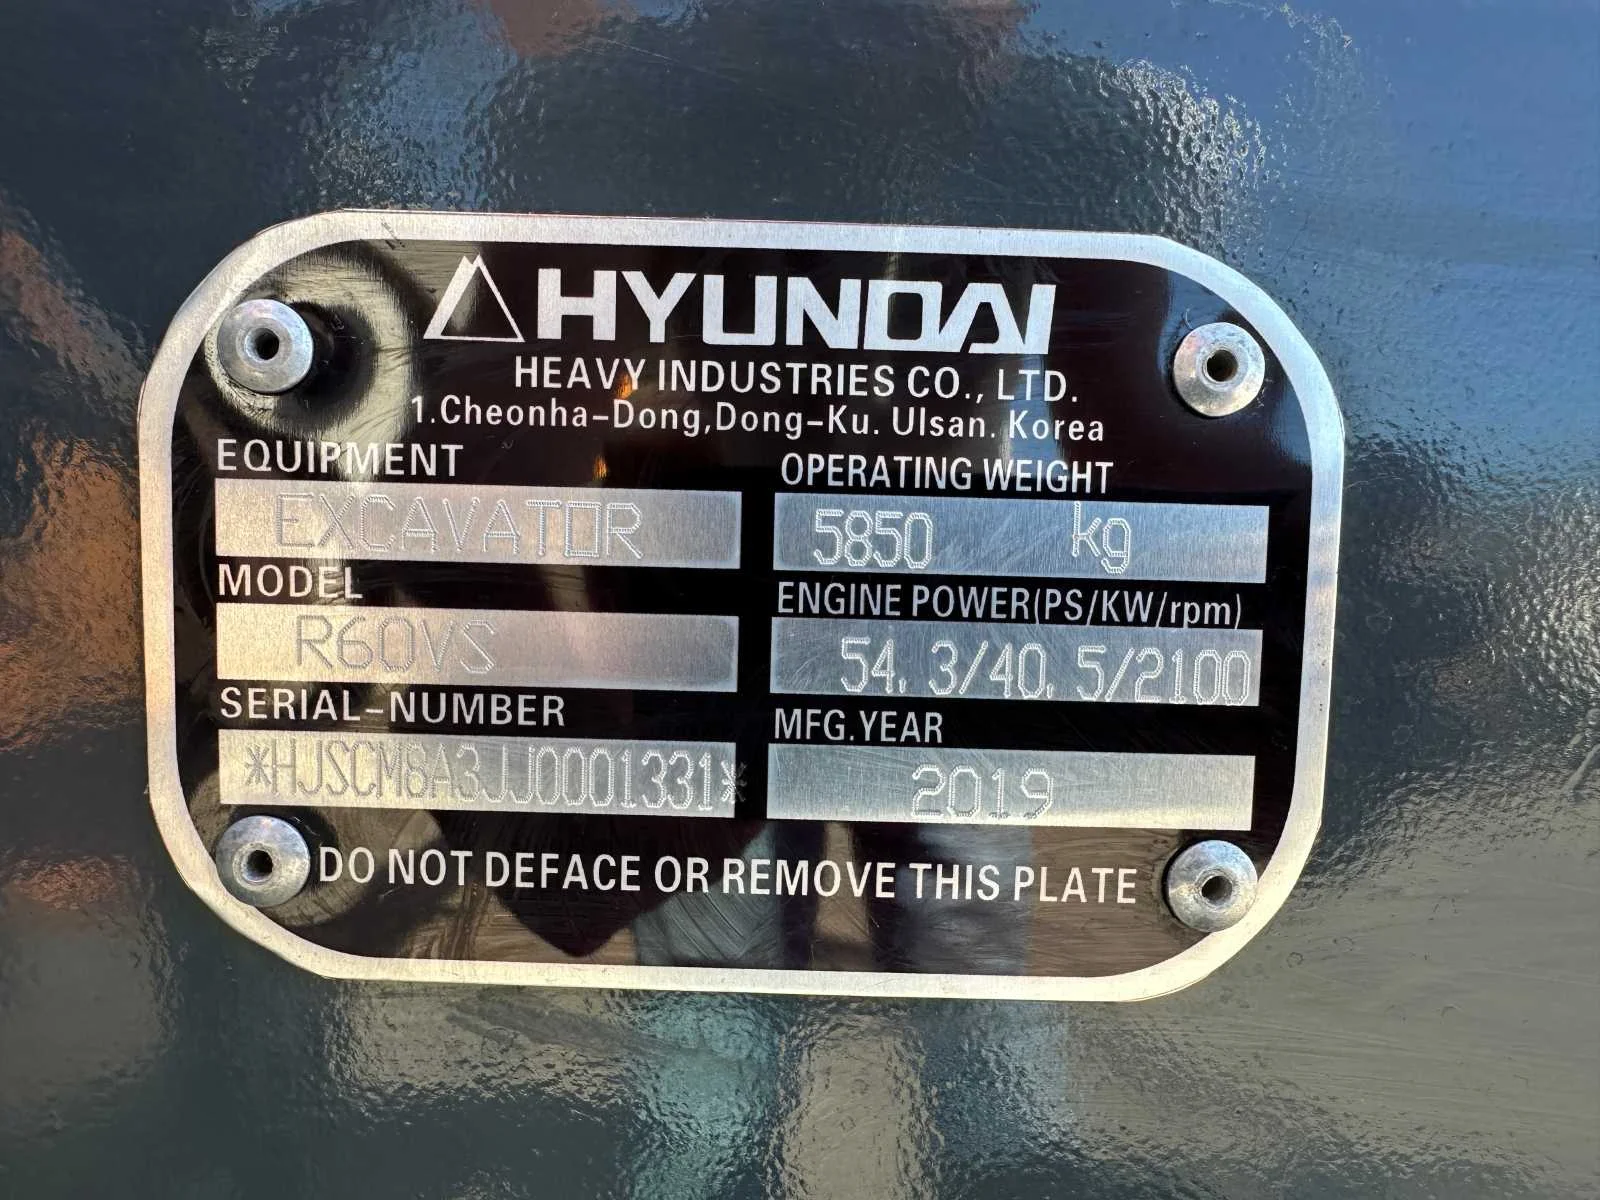 HYUNDAI
HEAVY INDUSTRIES CO., LTD.
1.Cheonha-Dong,Dong-Ku. Ulsan. Korea
EQUIPMENT
EXCAVATOR
OPERATING WEIGHT
5850 kg
MODEL
R60VS
ENGINE POWER(PS/KW/rpm)
54.3/40.5/2100
SERIAL-NUMBER
*HJSCM8A3JJ0001331*
MFG.YEAR
2019
DO NOT DEFACE OR REMOVE THIS PLATE